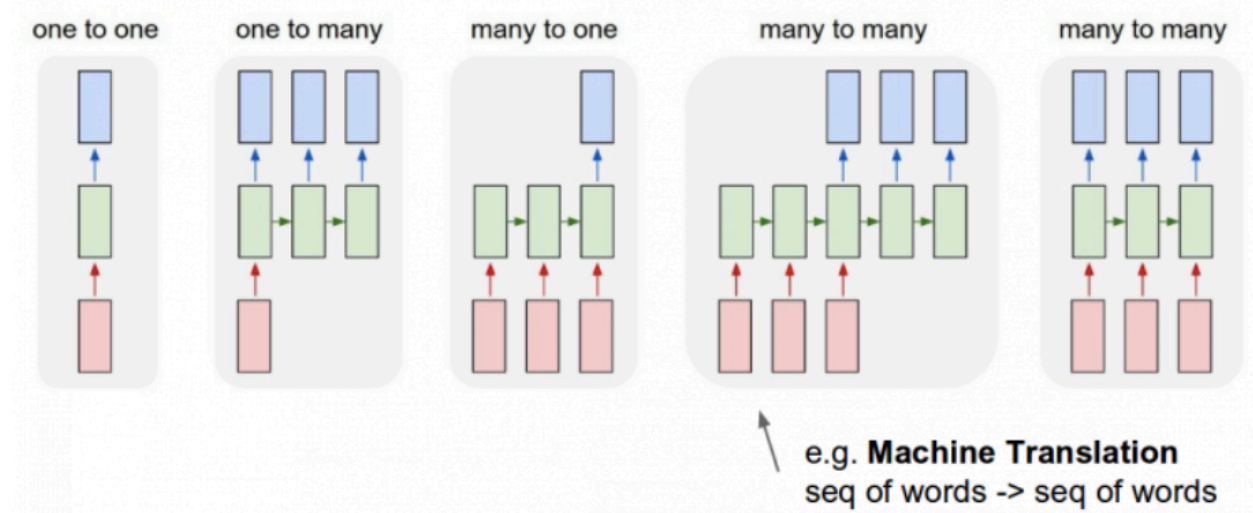 one to one
one to many
many to one
many to many
many to many
e.g. Machine Translation
seq of words -> seq of words